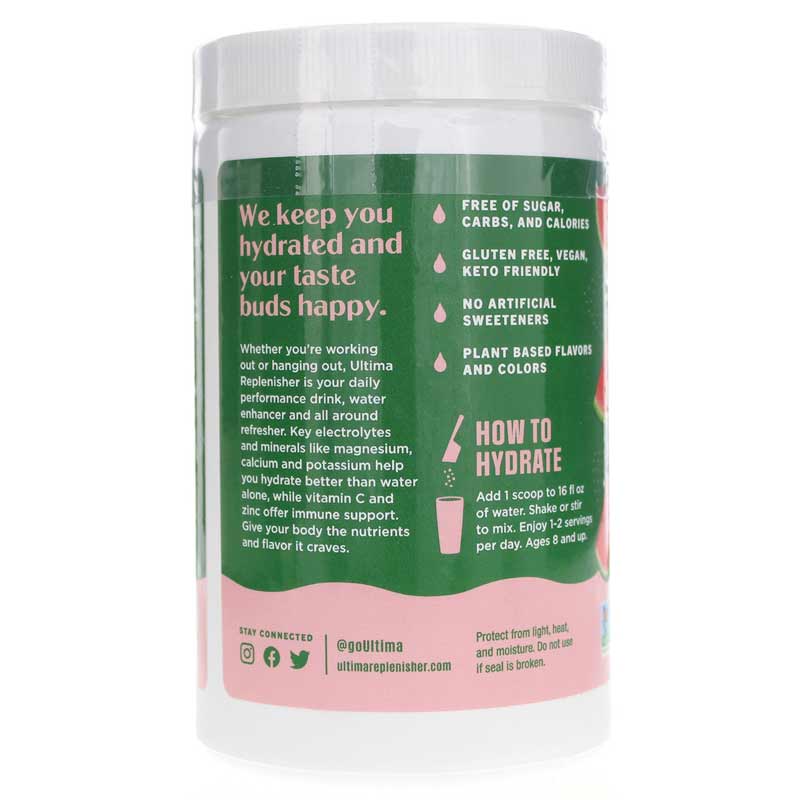 We keep you
hydrated and
your taste
buds happy.
Whether you're working
out or hanging out, Ultima
Replenisher is your daily
performance drink, water
enhancer and all around
refresher. Key electrolytes
and minerals like magnesium,
calcium and potassium help
you hydrate better than water
alone, while vitamin C and
zinc offer immune support.
Give your body the nutrients
and flavor it craves.
FREE OF SUGAR,
CARBS, AND CALORIES
GLUTEN FREE, VEGAN,
KETO FRIENDLY
NO ARTIFICIAL
SWEETENERS
PLANT BASED FLAVORS
AND COLORS
HOW TO
HYDRATE
Add 1 scoop to 16 fl oz
of water. Shake or stir
to mix. Enjoy 1-2 servings
per day. Ages 8 and up.
STAY CONNECTED
@goUltima
ultimareplenisher.com
Protect from light, heat,
and moisture. Do not use
if seal is broken.